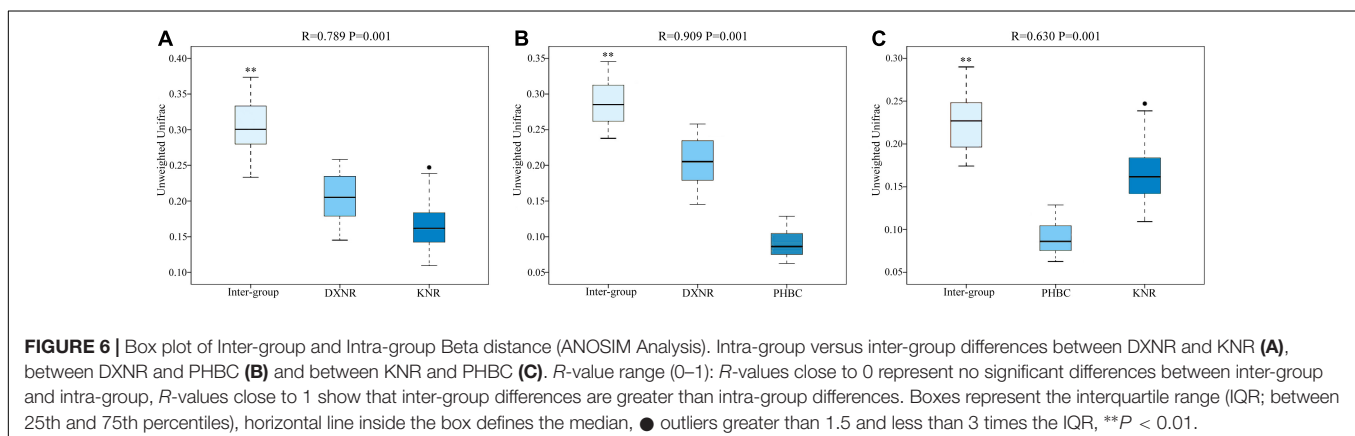 A
R=0.789 P=0.001
Unweighted Unifrac
0.40
0.35
0.30
0.25
0.20
0.15
0.10
**
Inter-group DXNR KNR
B
R=0.909 P=0.001
Unweighted Unifrac
0.35
0.30
0.25
0.20
0.15
0.10
0.05
**
Inter-group DXNR PHBC
C
R=0.630 P=0.001
Unweighted Unifrac
0.30
0.25
0.20
0.15
0.10
0.05
**
Inter-group PHBC KNR
FIGURE 6 | Box plot of Inter-group and Intra-group Beta distance (ANOSIM Analysis). Intra-group versus inter-group differences between DXNR and KNR (A),
between DXNR and PHBC (B) and between KNR and PHBC (C). R-value range (0–1): R-values close to 0 represent no significant differences between inter-group
and intra-group, R-values close to 1 show that inter-group differences are greater than intra-group differences. Boxes represent the interquartile range (IQR; between
25th and 75th percentiles), horizontal line inside the box defines the median, ● outliers greater than 1.5 and less than 3 times the IQR, **P < 0.01.